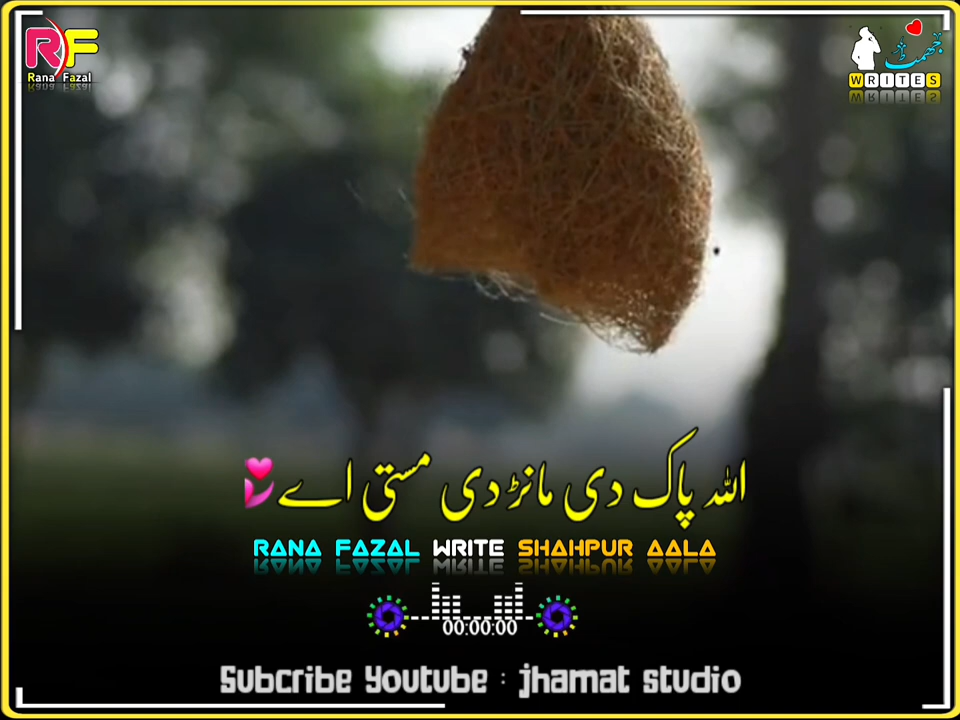 RF
Rana Fazal
جھمٹ
WRITES
اللہ پاک دی مانڑ دی مستی اے
RANA FAZAL WRITE SHAHPUR AALA
00:00:00
Subcribe Youtube : jhamat studio